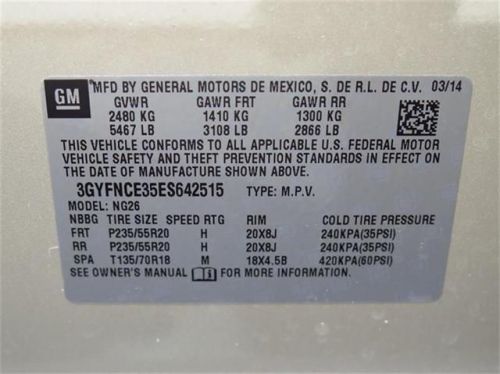 GM
MFD BY GENERAL MOTORS DE MEXICO, S. DE R.L. DE C.V. 03/14
GVWR GAWR FRT GAWR RR
2480 KG 1410 KG 1300 KG
5467 LB 3108 LB 2866 LB
THIS VEHICLE CONFORMS TO ALL APPLICABLE U.S. FEDERAL MOTOR
VEHICLE SAFETY AND THEFT PREVENTION STANDARDS IN EFFECT ON
THE DATE OF MANUFACTURE SHOWN ABOVE.
3GYFNCE35ES642515 TYPE: M.P.V.
MODEL: NG26
NBBG TIRE SIZE SPEED RTG RIM COLD TIRE PRESSURE
FRT P235/55R20 H 20X8J 240KPA(35PSI)
RR P235/55R20 H 20X8J 240KPA(35PSI)
SPA T135/70R18 M 18X4.5B 420KPA(60PSI)
SEE OWNER'S MANUAL FOR MORE INFORMATION.